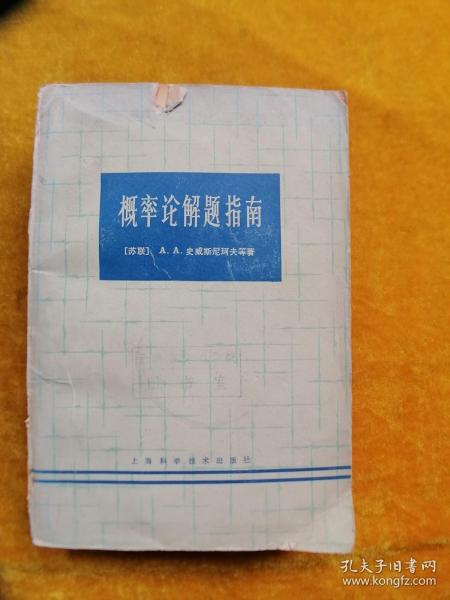 概率论解题指南
[苏联] A. A. 史威斯尼珂夫等著
上海科学技术出版社
孔夫子旧书网
www.kongfz.com